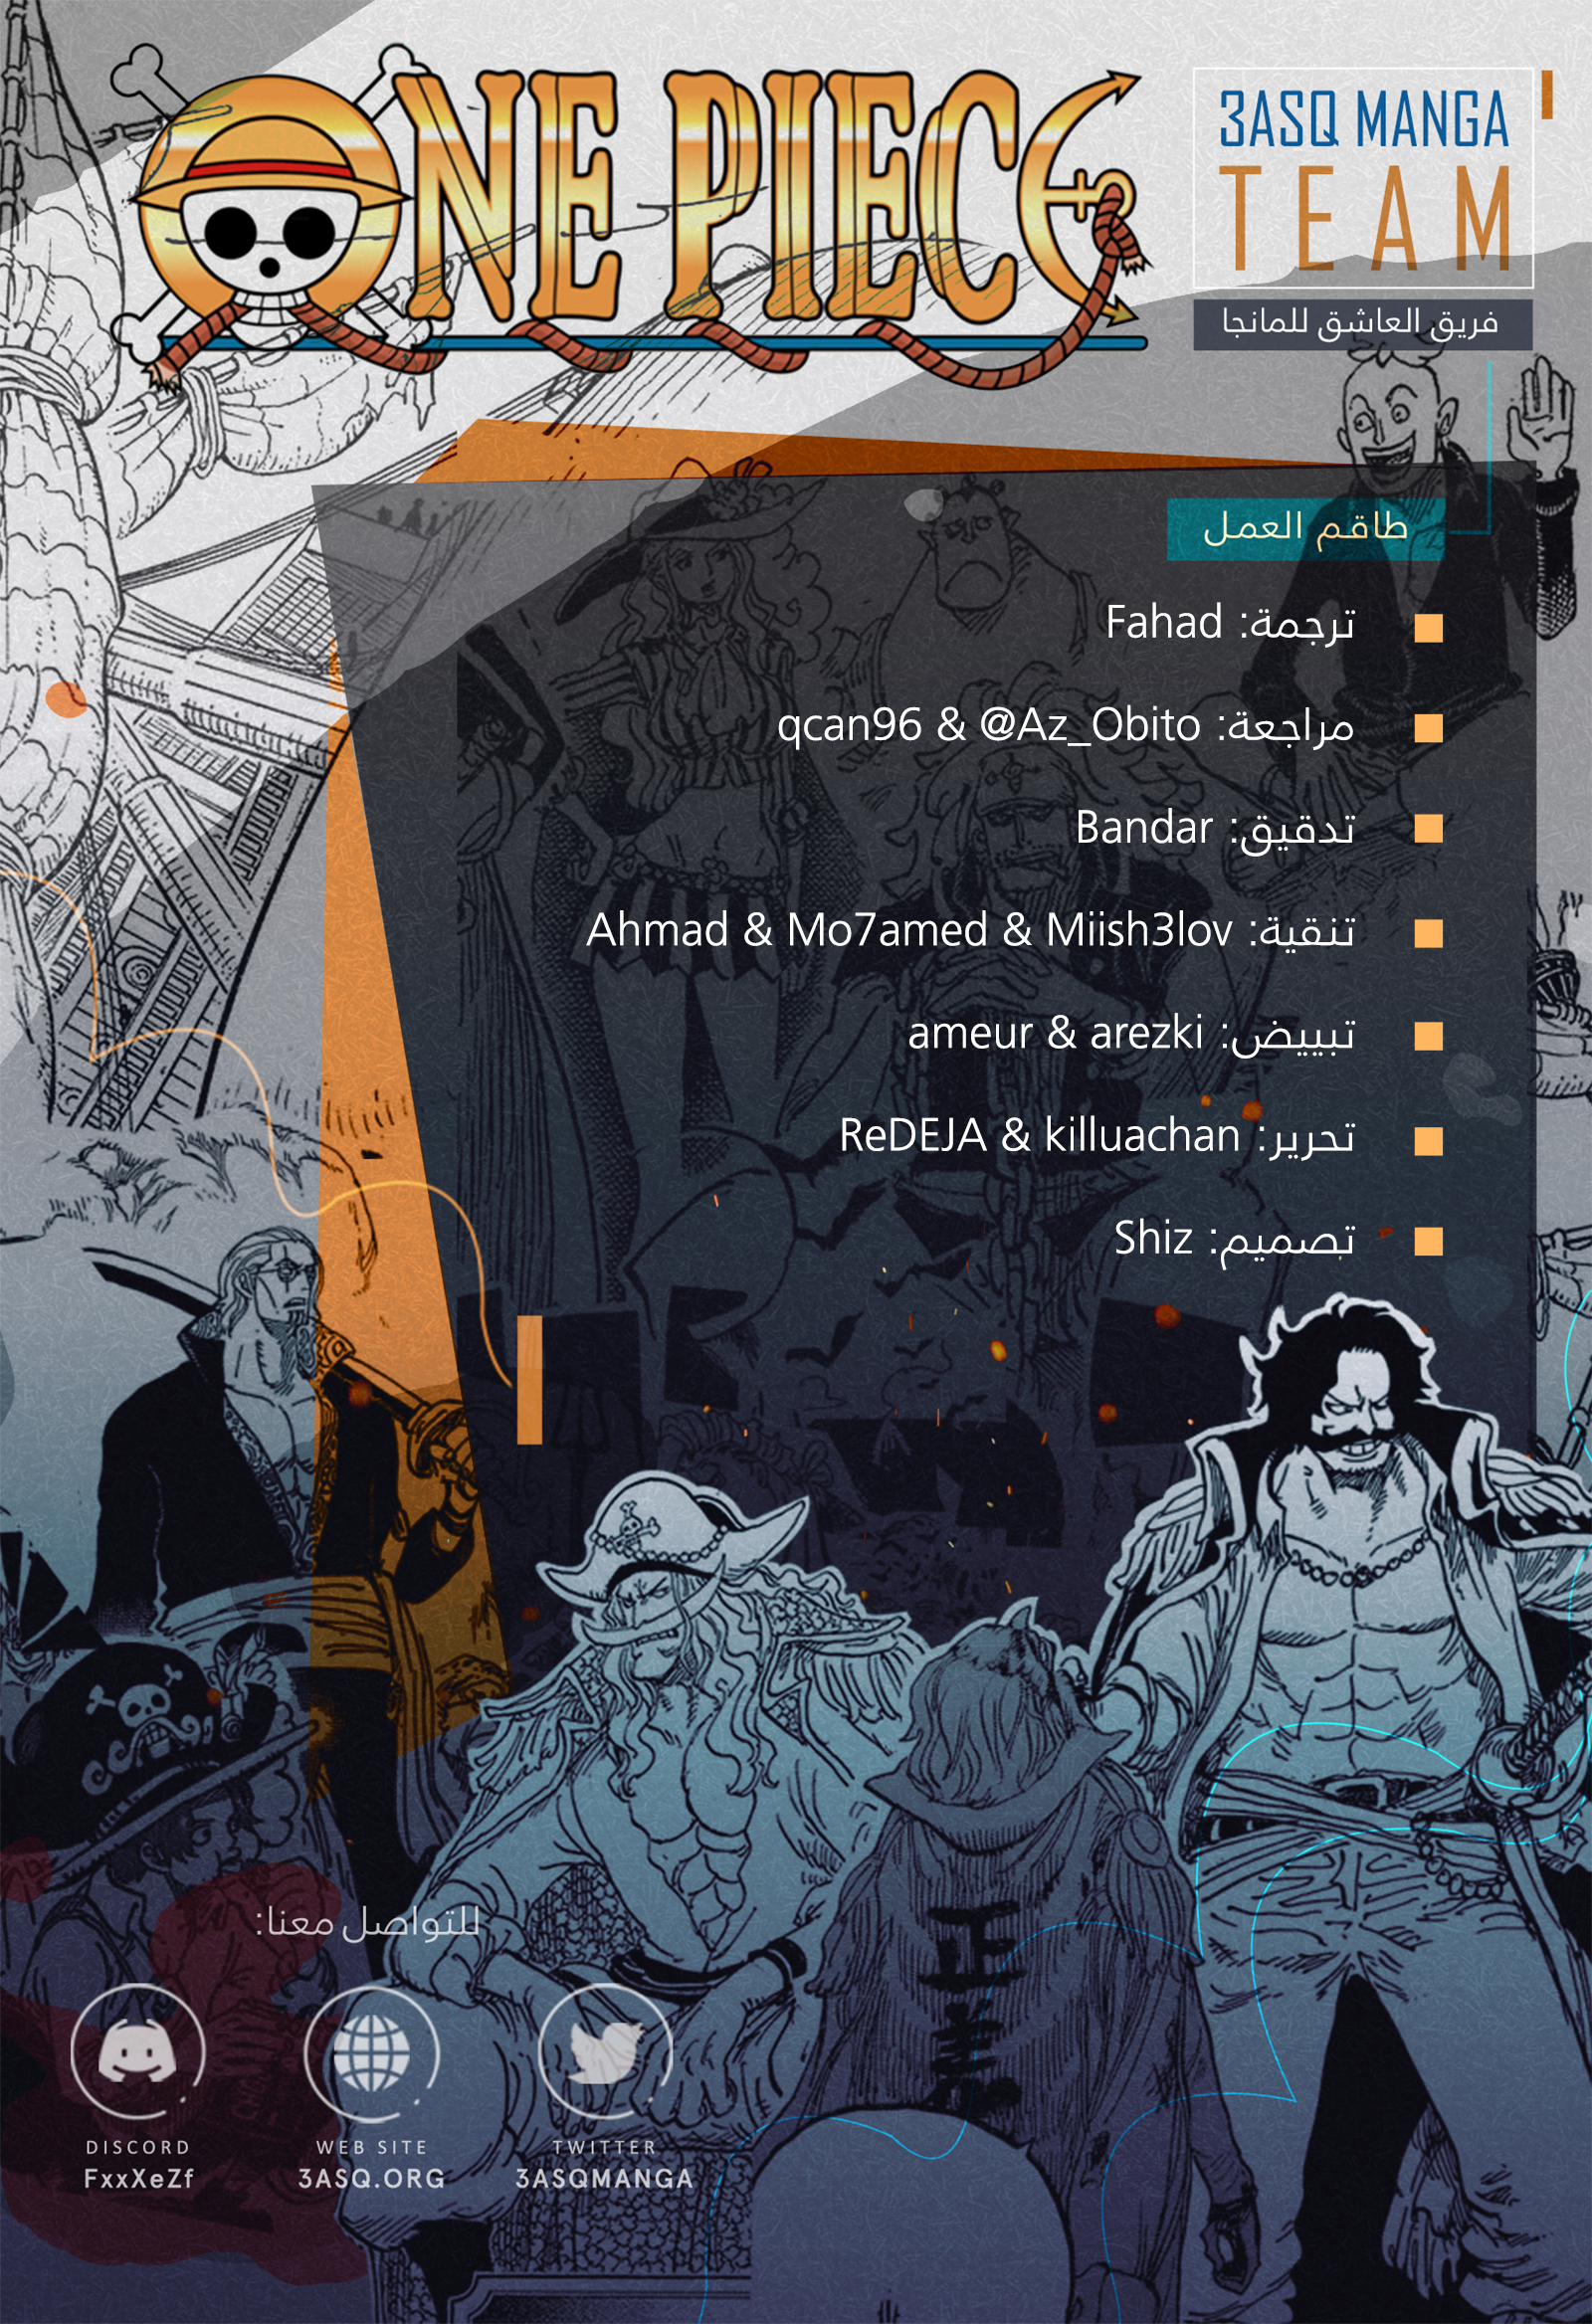 ONE PIECE
3ASQ MANGA
TEAM
فريق العاشق للمانجا
طاقم العمل
ترجمة: Fahad
مراجعة: qcan96 & @Az_Obito
تدقيق: Bandar
تنقية: Ahmad & Mo7amed & Miish3lov
تبييض: ameur & arezki
تحرير: ReDEJA & killuachan
تصميم: Shiz
正義
للتواصل معنا:
DISCORD
FxxXeZf
WEB SITE
3ASQ.ORG
TWITTER
3ASQMANGA